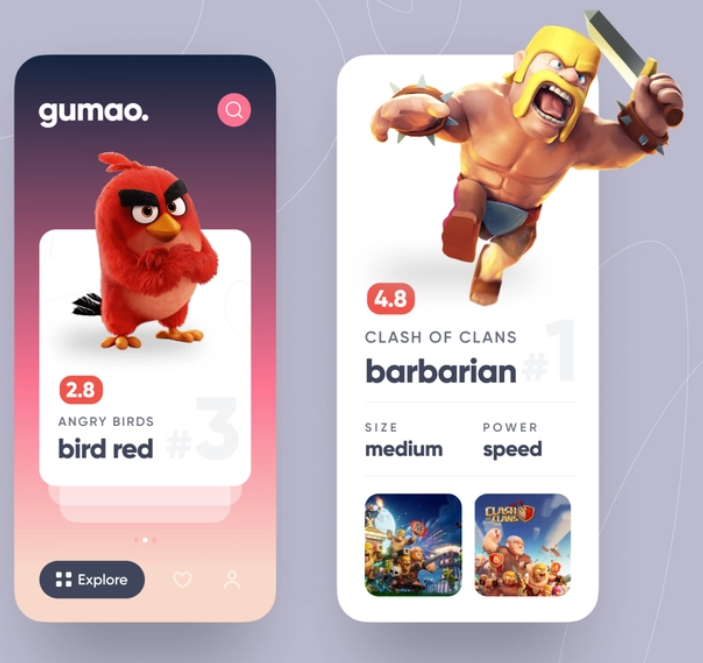 gumao.
2.8
ANGRY BIRDS
bird red
#3
Explore
4.8
CLASH OF CLANS
barbarian
#1
SIZE
medium
POWER
speed
CLASH OF CLANS